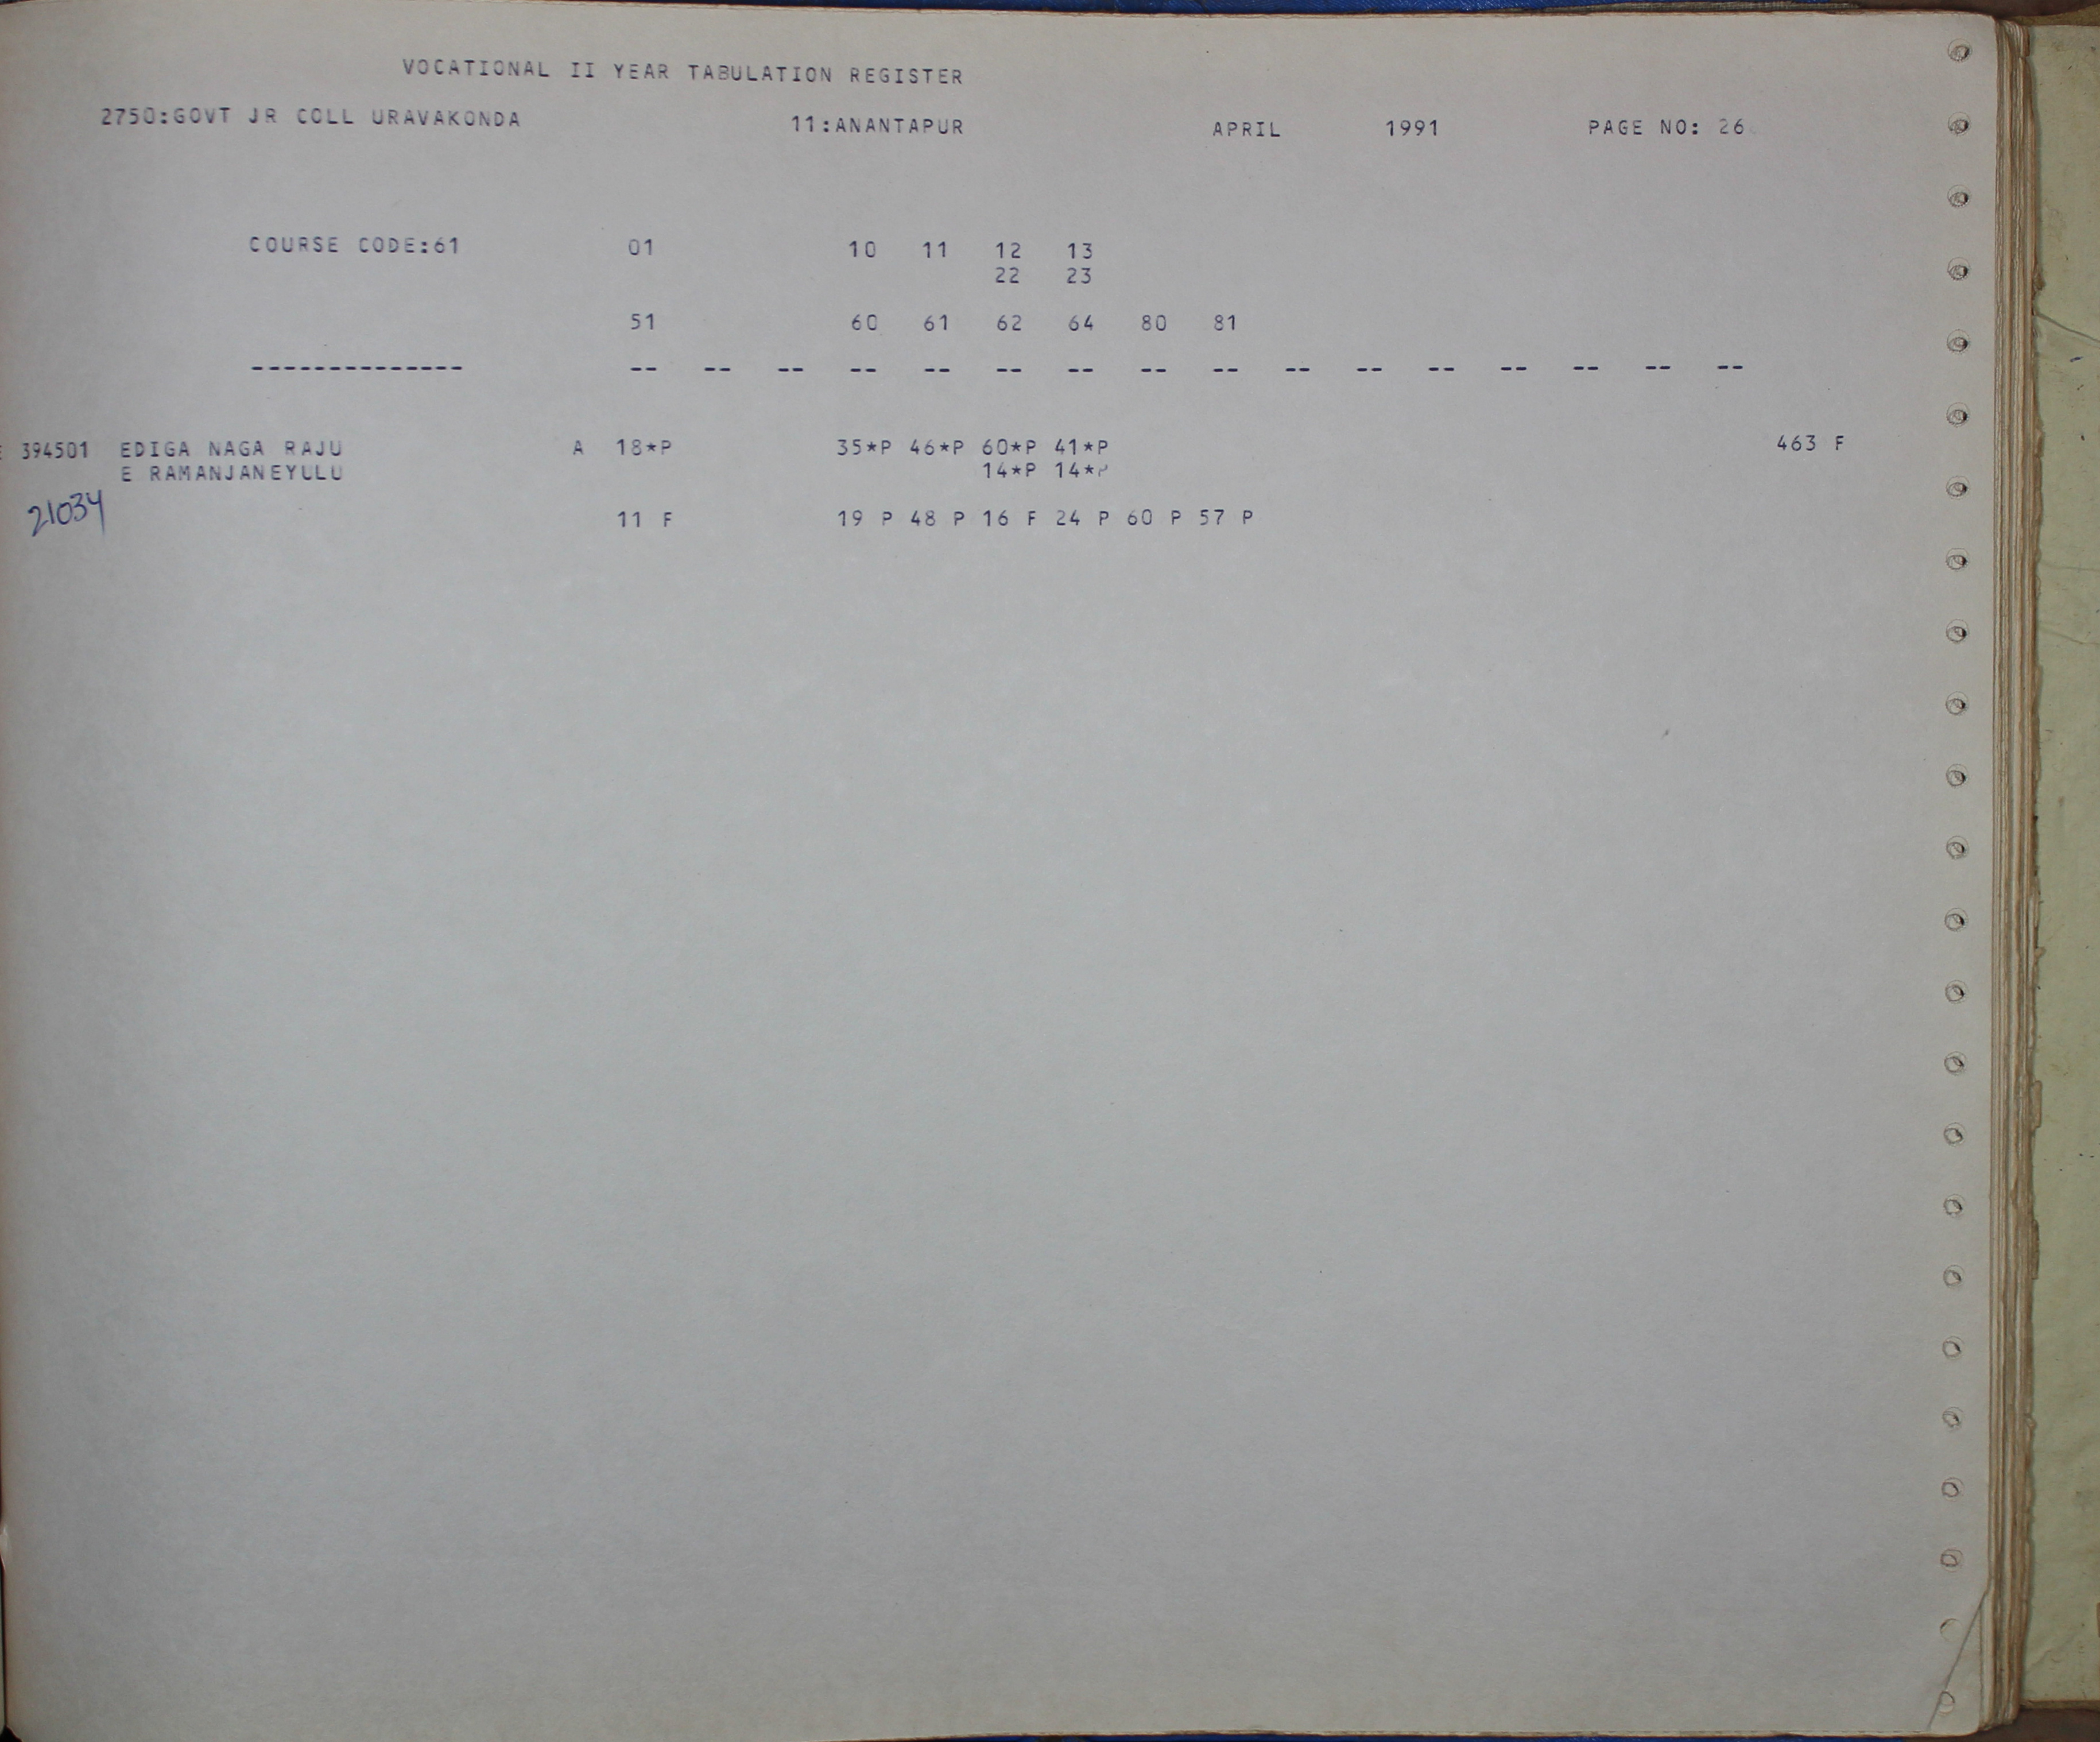 VOCATIONAL II YEAR TABULATION REGISTER
2750:GOVT JR COLL URAVAKONDA 11:ANANTAPUR APRIL 1991 PAGE NO: 26
COURSE CODE:61 01 10 11 12 13
22 23
51 60 61 62 64 80 81
-------------- -- -- -- -- -- -- -- -- -- -- -- -- -- -- -- --
394501 EDIGA NAGA RAJU A 18*P 35*P 46*P 60*P 41*P 463 F
E RAMANJANEYULU 14*P 14*P
21034
11 F 19 P 48 P 16 F 24 P 60 P 57 P